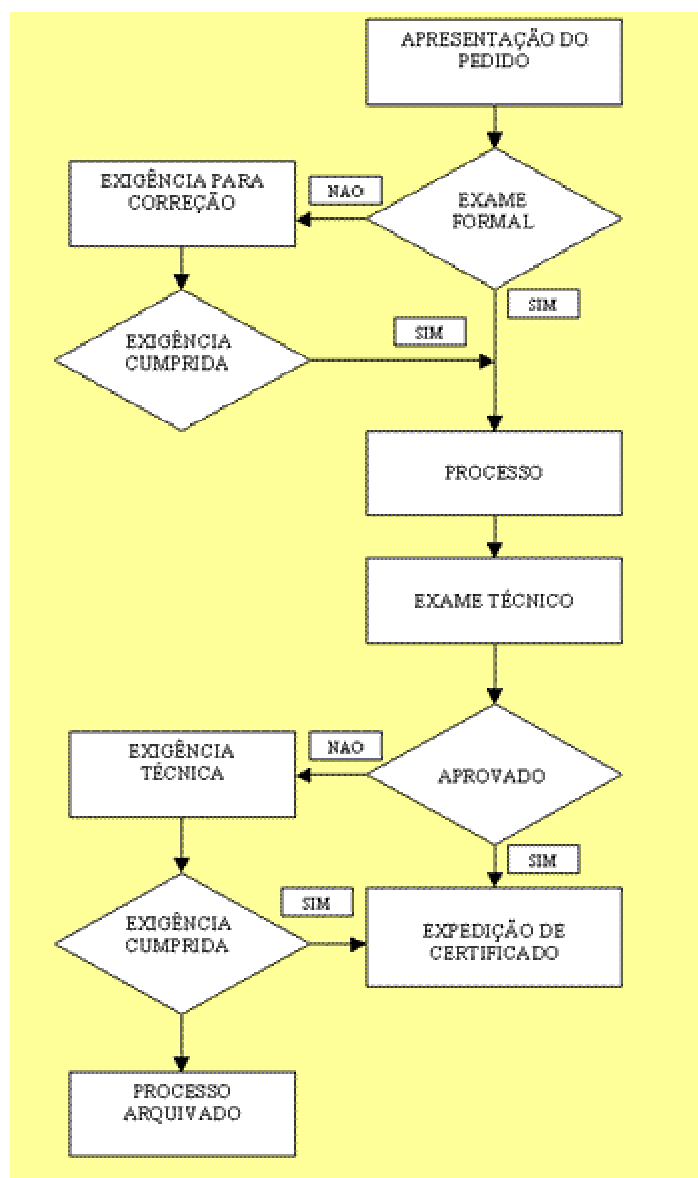 APRESENTAÇÃO DO
PEDIDO
EXIGÊNCIA PARA
CORREÇÃO
NAO
EXAME
FORMAL
SIM
EXIGÊNCIA
CUMPRIDA
SIM
PROCESSO
EXAME TÉCNICO
EXIGÊNCIA
TÉCNICA
NAO
APROVADO
SIM
EXIGÊNCIA
CUMPRIDA
SIM
EXPEDIÇÃO DE
CERTIFICADO
PROCESSO
ARQUIVADO